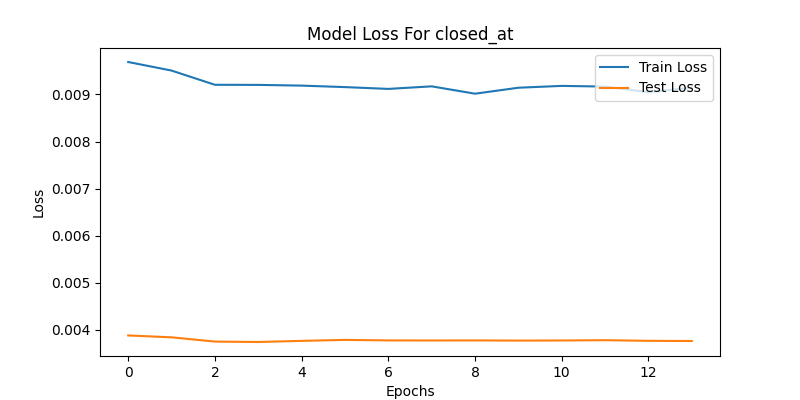 Model Loss For closed_at
Train Loss
Test Loss
0.009
0.008
0.007
0.006
0.005
0.004
Loss
0 2 4 6 8 10 12
Epochs